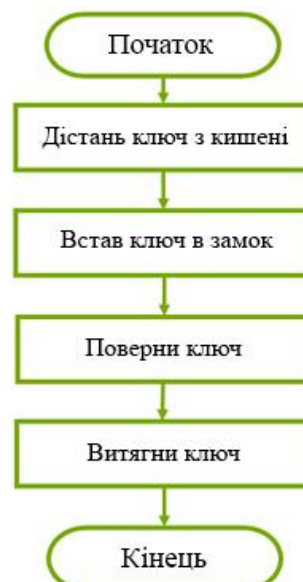 Початок
Дістань ключ з кишені
Встав ключ в замок
Поверни ключ
Витягни ключ
Кінець